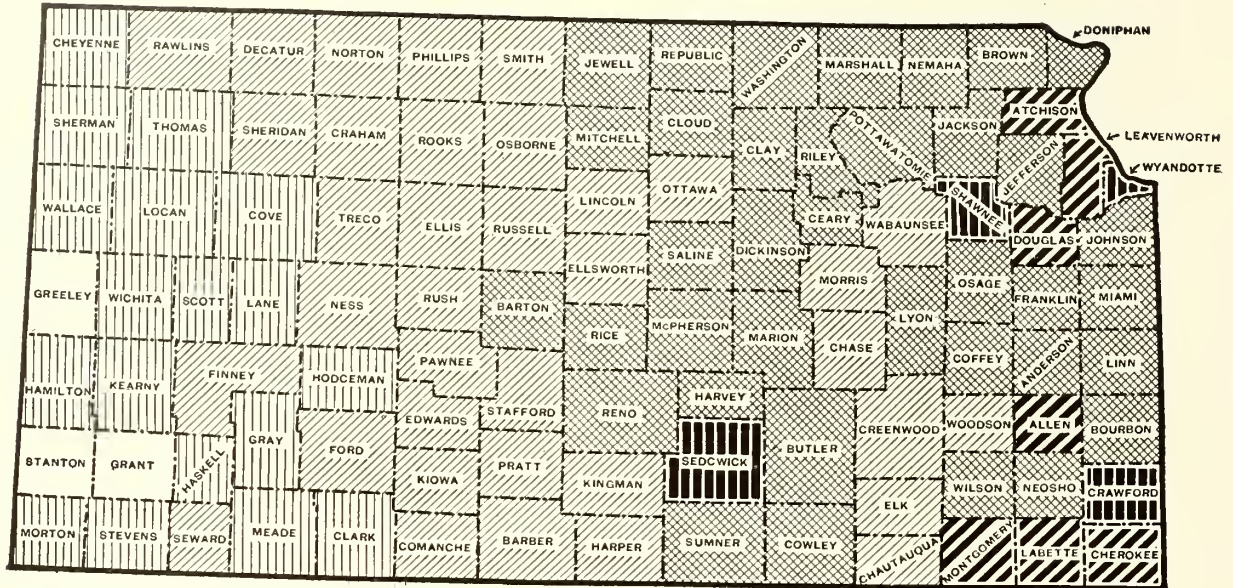 CHEYENNE
RAWLINS
DECATUR
NORTON
PHILLIPS
SMITH
JEWELL
REPUBLIC
WASHINGTON
MARSHALL
NEMAHA
BROWN
DONIPHAN
SHERMAN
THOMAS
SHERIDAN
CRAHAM
ROOKS
OSBORNE
MITCHELL
CLOUD
CLAY
RILEY
POTTAWATOMIE
JACKSON
ATCHISON
JEFFERSON
LEAVENWORTH
WYANDOTTE
WALLACE
LOCAN
COVE
TRECO
ELLIS
RUSSELL
LINCOLN
OTTAWA
CEARY
WABAUNSEE
SHAWNEE
DOUGLAS
JOHNSON
ELLSWORTH
SALINE
DICKINSON
MORRIS
OSAGE
FRANKLIN
MIAMI
GREELEY
WICHITA
SCOTT
LANE
NESS
RUSH
BARTON
RICE
McPHERSON
MARION
CHASE
LYON
COFFEY
ANDERSON
LINN
HAMILTON
KEARNY
FINNEY
HODGEMAN
PAWNEE
EDWARDS
STAFFORD
RENO
HARVEY
SEDCWICK
BUTLER
GREENWOOD
WOODSON
ALLEN
BOURBON
STANTON
GRANT
HASKELL
GRAY
FORD
KIOWA
PRATT
KINGMAN
ELK
WILSON
NEOSHO
CRAWFORD
MORTON
STEVENS
SEWARD
MEADE
CLARK
COMANCHE
BARBER
HARPER
SUMNER
COWLEY
CHAUTAUQUA
MONTGOMERY
LABETTE
CHEROKEE